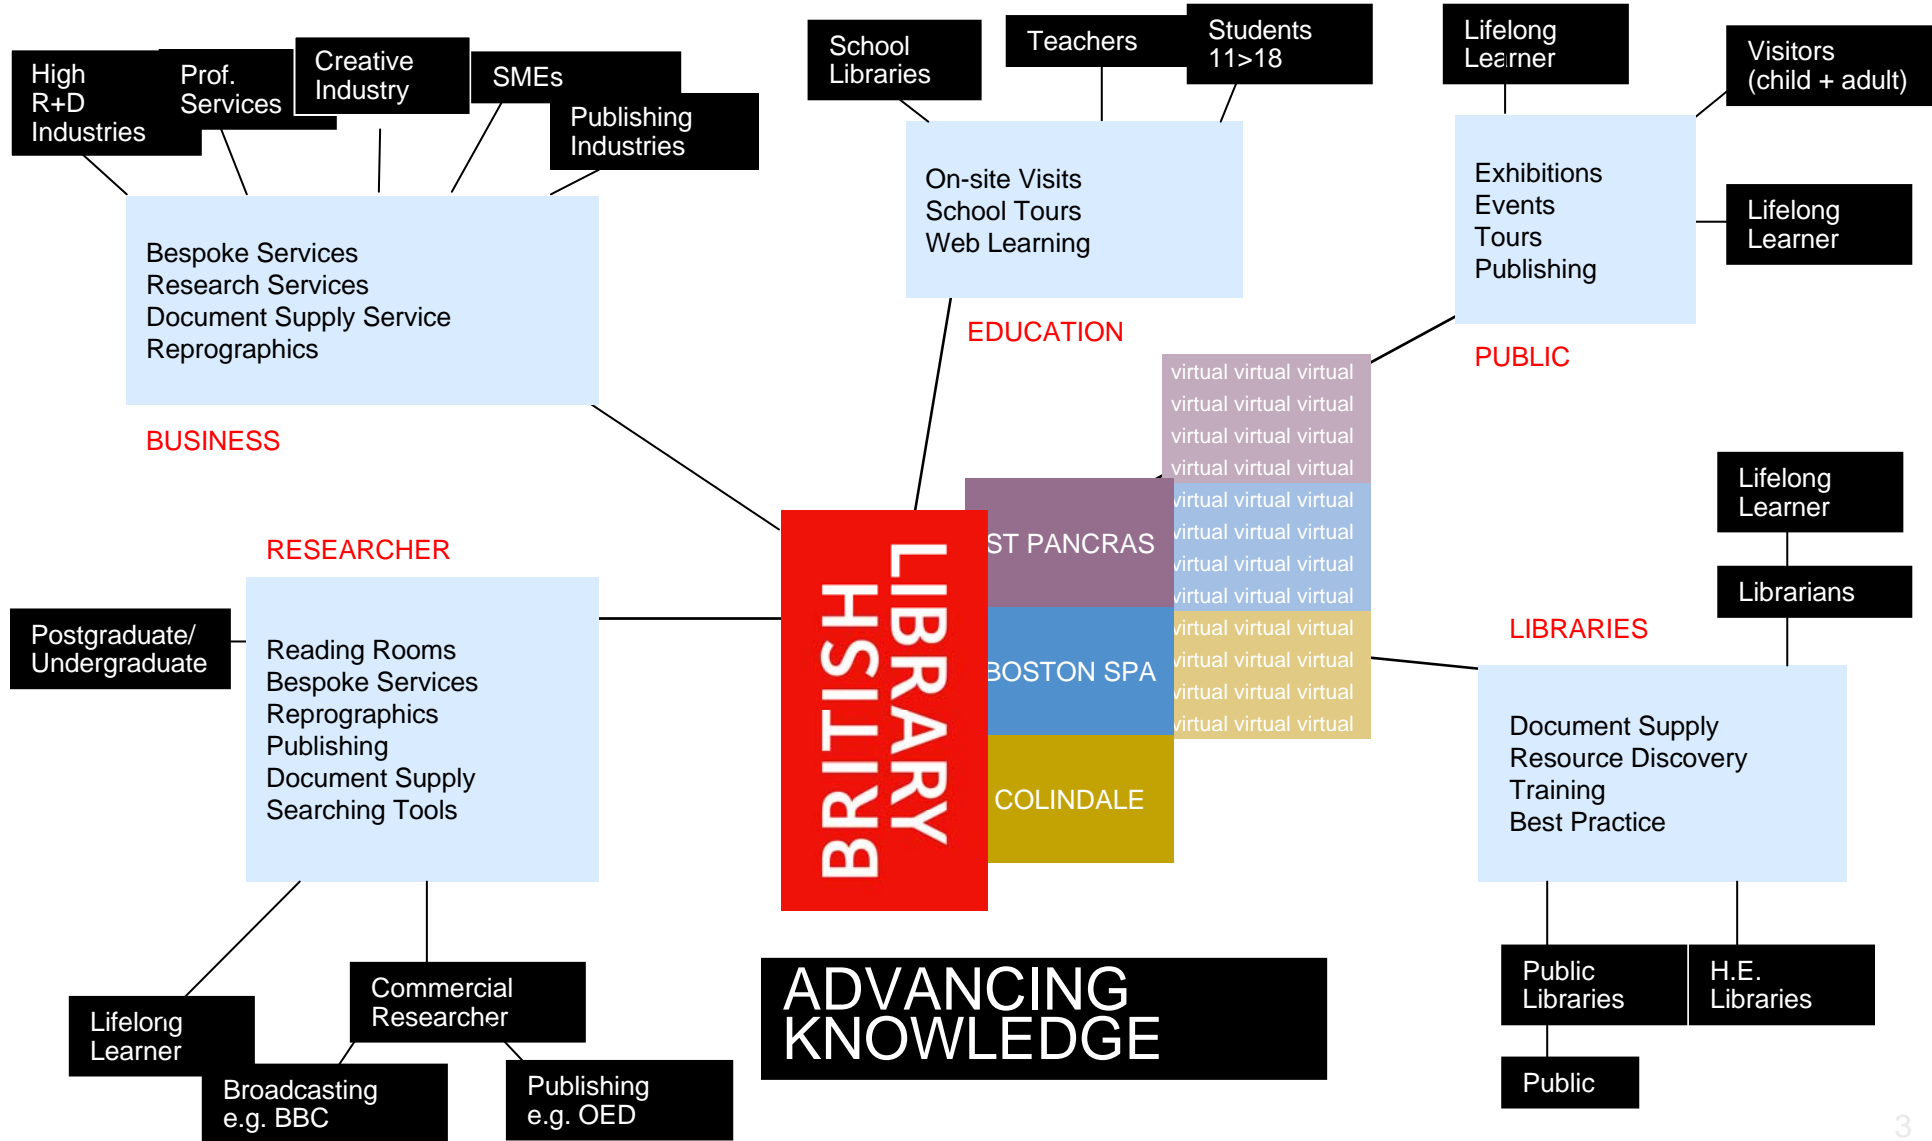 High
R+D
Industries
Prof.
Services
Creative
Industry
SMEs
Publishing
Industries
Bespoke Services
Research Services
Document Supply Service
Reprographics
BUSINESS
School
Libraries
Teachers
Students
11>18
On-site Visits
School Tours
Web Learning
EDUCATION
Lifelong
Learner
Visitors
(child + adult)
Exhibitions
Events
Tours
Publishing
Lifelong
Learner
PUBLIC
virtual virtual virtual
virtual virtual virtual
virtual virtual virtual
virtual virtual virtual
virtual virtual virtual
virtual virtual virtual
virtual virtual virtual
virtual virtual virtual
virtual virtual virtual
virtual virtual virtual
virtual virtual virtual
virtual virtual virtual
BRITISH
LIBRARY
ST PANCRAS
BOSTON SPA
COLINDALE
RESEARCHER
Postgraduate/
Undergraduate
Reading Rooms
Bespoke Services
Reprographics
Publishing
Document Supply
Searching Tools
Lifelong
Learner
Commercial
Researcher
Broadcasting
e.g. BBC
Publishing
e.g. OED
Lifelong
Learner
Librarians
LIBRARIES
Document Supply
Resource Discovery
Training
Best Practice
Public
Libraries
H.E.
Libraries
Public
ADVANCING
KNOWLEDGE
3